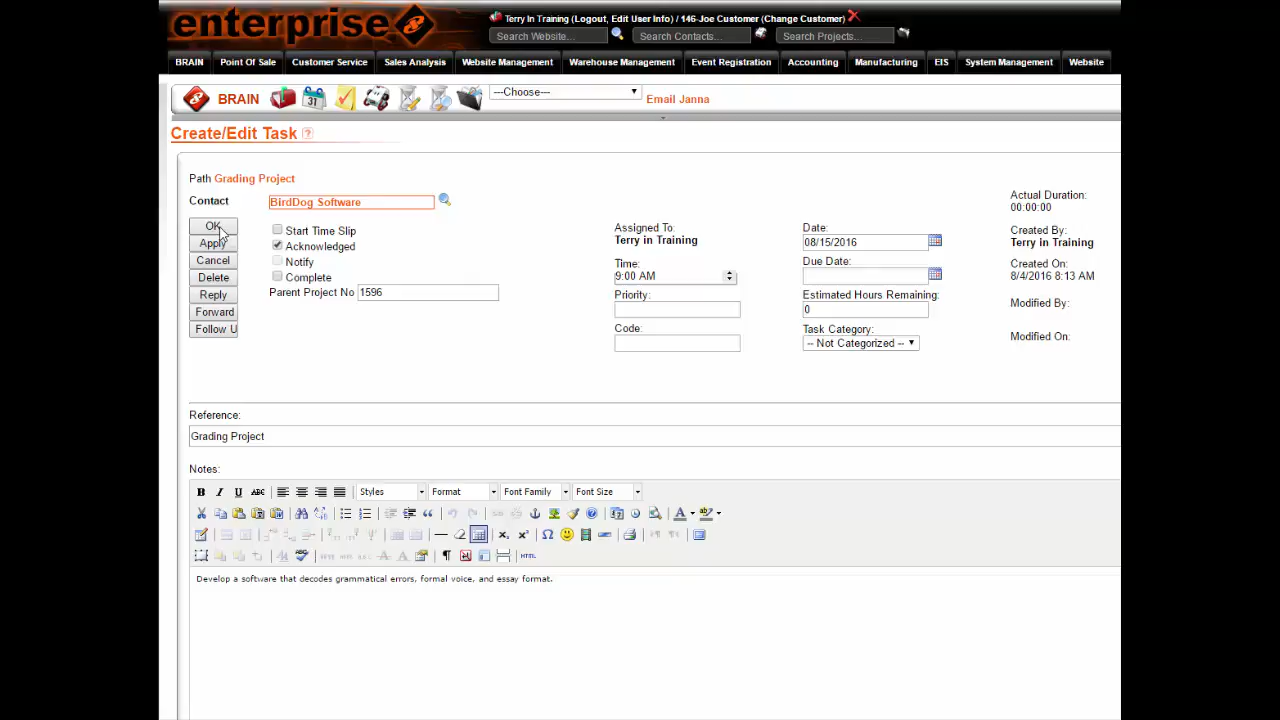 enterprise
Terry In Training (Logout, Edit User Info) / 146-Joe Customer (Change Customer)
Search Website...
Search Contacts...
Search Projects...
BRAIN
Point Of Sale
Customer Service
Sales Analysis
Website Management
Warehouse Management
Event Registration
Accounting
Manufacturing
EIS
System Management
Website
BRAIN
31
---Choose---
Email Janna
Create/Edit Task ?
Path Grading Project
Contact
BirdDog Software
OK
Apply
Cancel
Delete
Reply
Forward
Follow U
Start Time Slip
Acknowledged
Notify
Complete
Parent Project No 1596
Assigned To:
Terry in Training
Time:
9:00 AM
Priority:
Code:
Date:
08/15/2016
Due Date:
Estimated Hours Remaining:
0
Task Category:
-- Not Categorized --
Actual Duration:
00:00:00
Created By:
Terry in Training
Created On:
8/4/2016 8:13 AM
Modified By:
Modified On:
Reference:
Grading Project
Notes:
B I U ABC Styles Format Font Family Font Size
HTML
Develop a software that decodes grammatical errors, formal voice, and essay format.